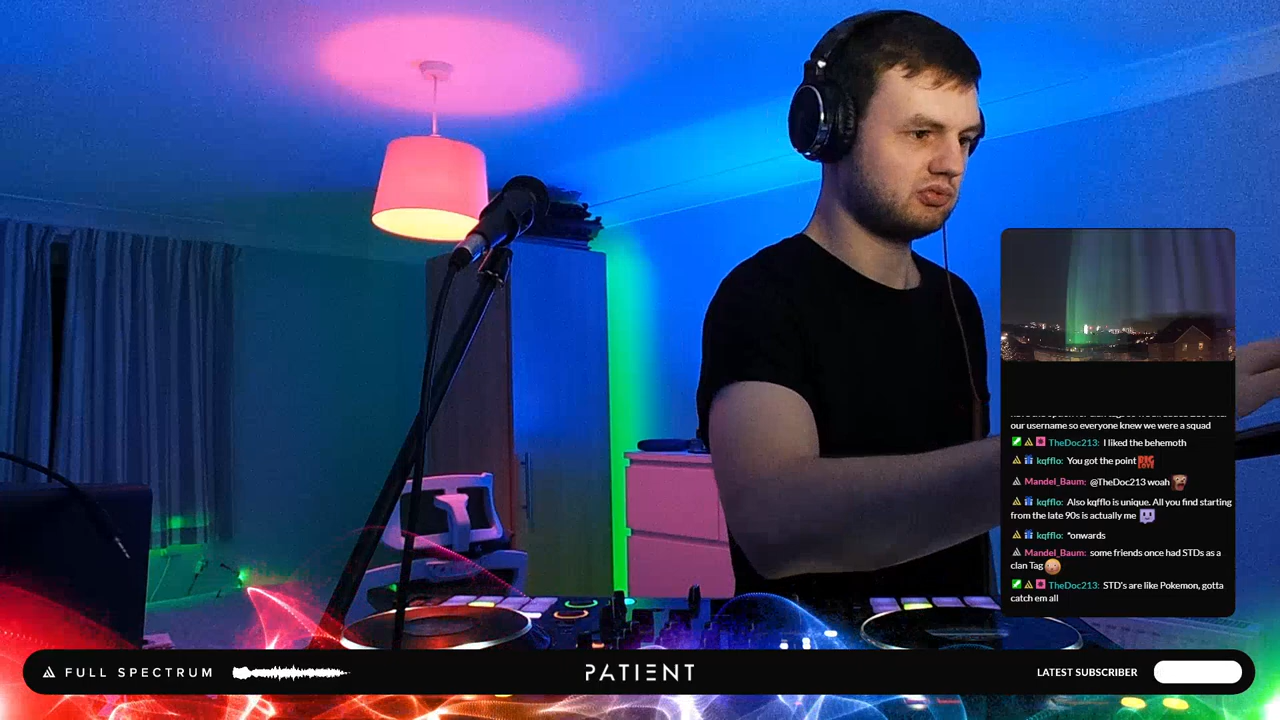 our username so everyone knew we were a squad
TheDoc213: I liked the behemoth
kqfflo: You got the point BIG LOVE
Mandel_Baum: @TheDoc213 woah
kqfflo: Also kqfflo is unique. All you find starting
from the late 90s is actually me
kqfflo: *onwards
Mandel_Baum: some friends once had STDs as a
clan Tag
TheDoc213: STD's are like Pokemon, gotta
catch em all
FULL SPECTRUM
PATIENT
LATEST SUBSCRIBER